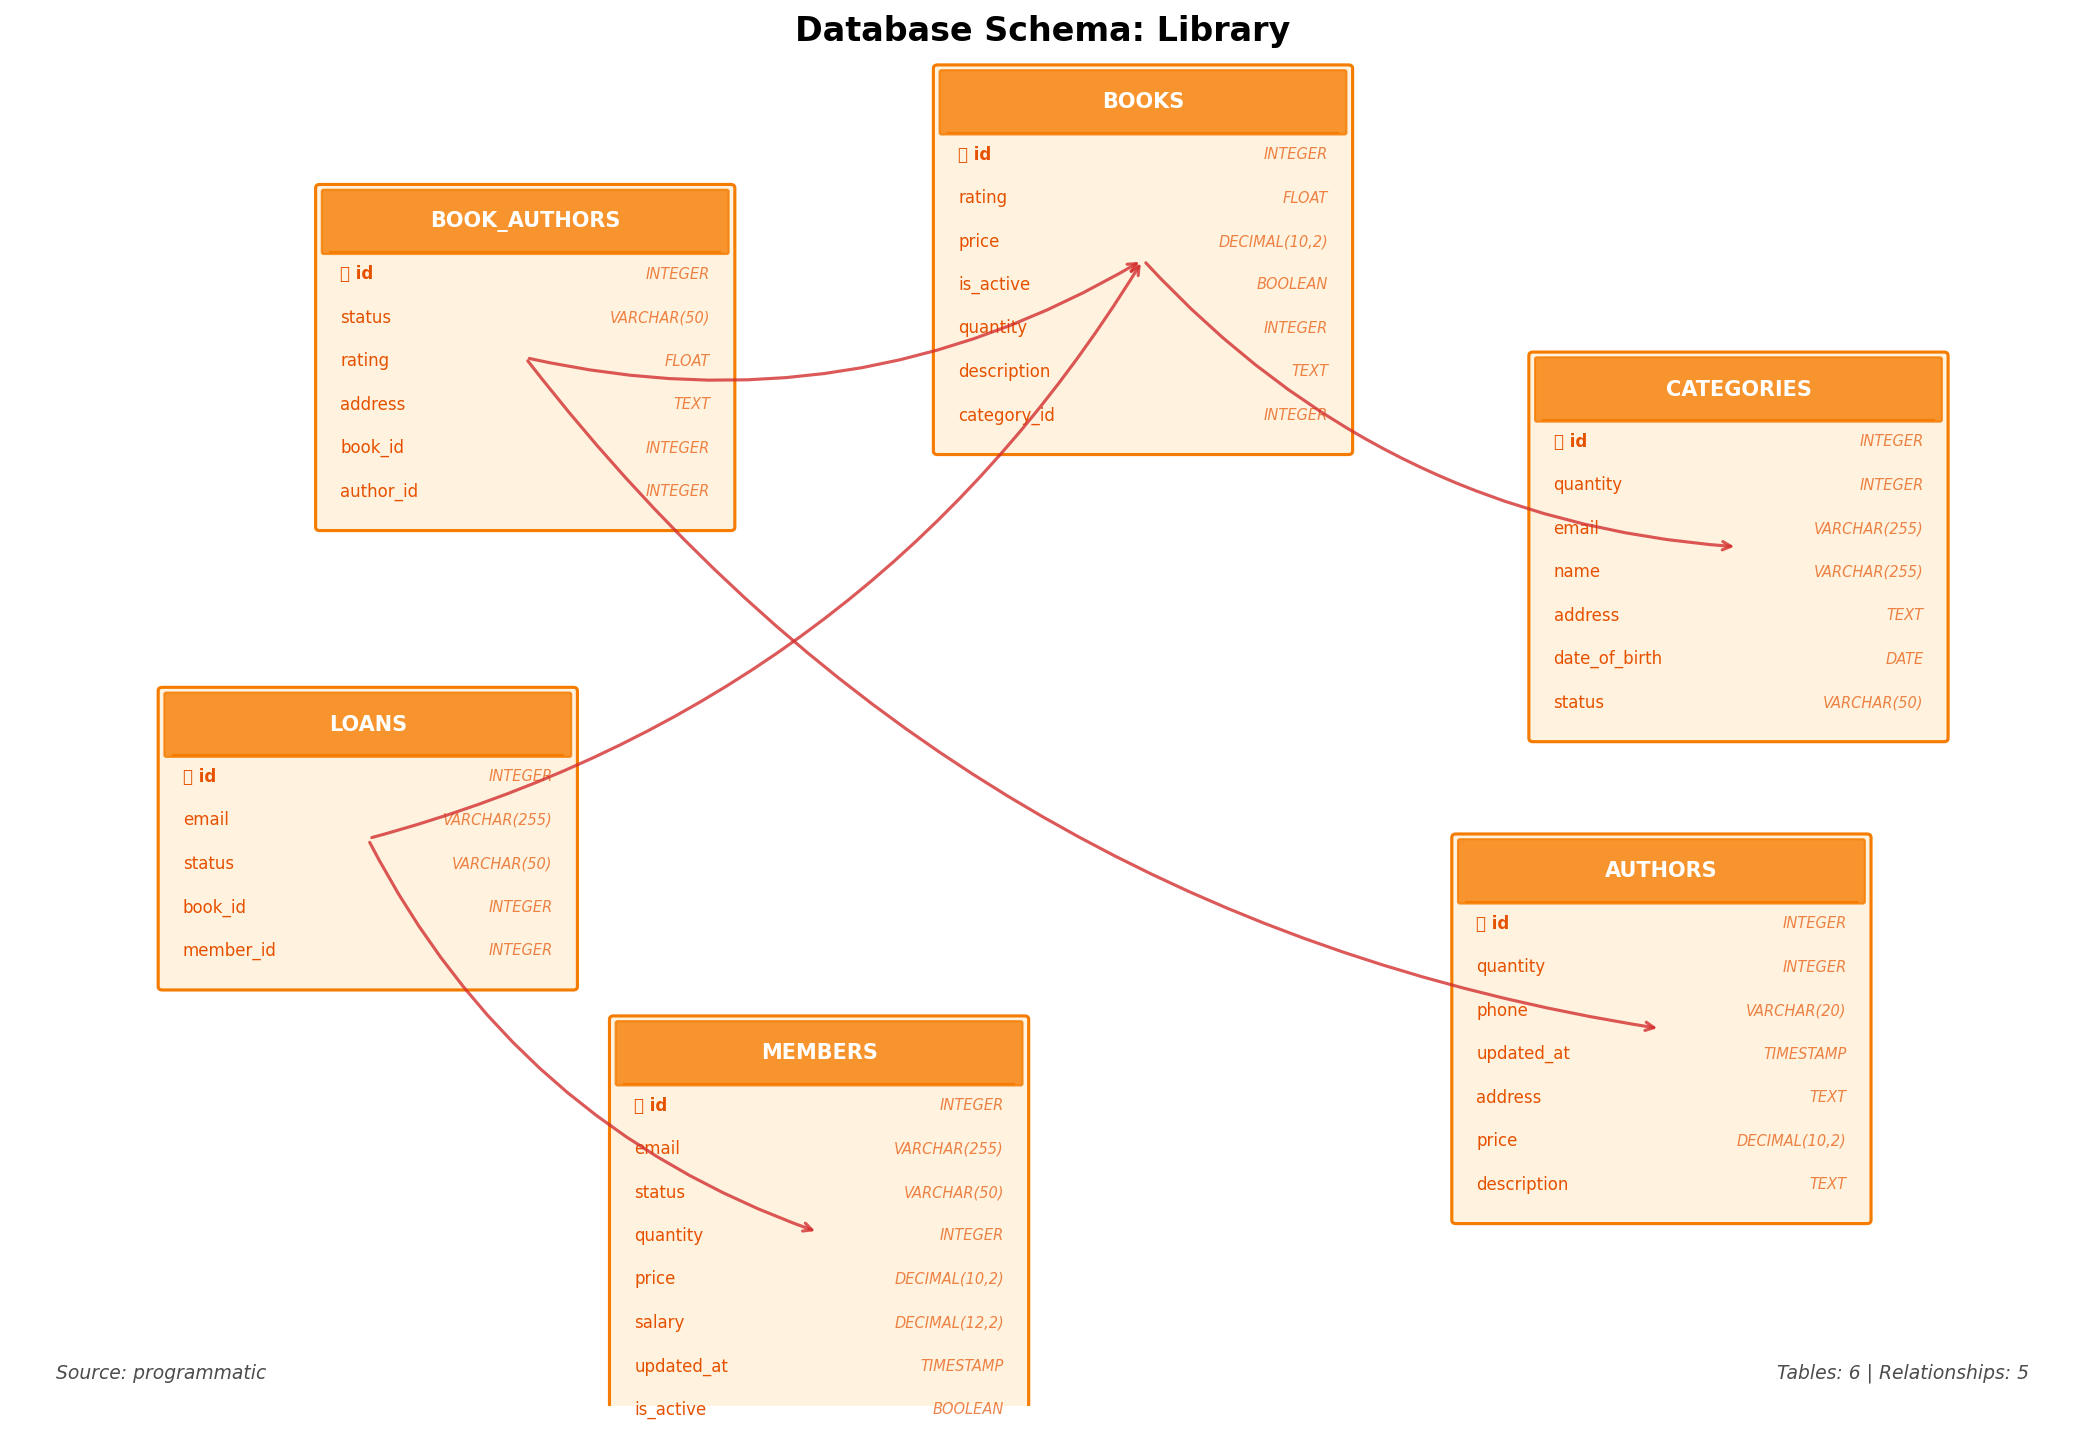 Database Schema: Library
BOOKS
id INTEGER
rating FLOAT
price DECIMAL(10,2)
is_active BOOLEAN
quantity INTEGER
description TEXT
category_id INTEGER
BOOK_AUTHORS
id INTEGER
status VARCHAR(50)
rating FLOAT
address TEXT
book_id INTEGER
author_id INTEGER
CATEGORIES
id INTEGER
quantity INTEGER
email VARCHAR(255)
name VARCHAR(255)
address TEXT
date_of_birth DATE
status VARCHAR(50)
LOANS
id INTEGER
email VARCHAR(255)
status VARCHAR(50)
book_id INTEGER
member_id INTEGER
AUTHORS
id INTEGER
quantity INTEGER
phone VARCHAR(20)
updated_at TIMESTAMP
address TEXT
price DECIMAL(10,2)
description TEXT
MEMBERS
id INTEGER
email VARCHAR(255)
status VARCHAR(50)
quantity INTEGER
price DECIMAL(10,2)
salary DECIMAL(12,2)
updated_at TIMESTAMP
is_active BOOLEAN
Source: programmatic
Tables: 6 | Relationships: 5